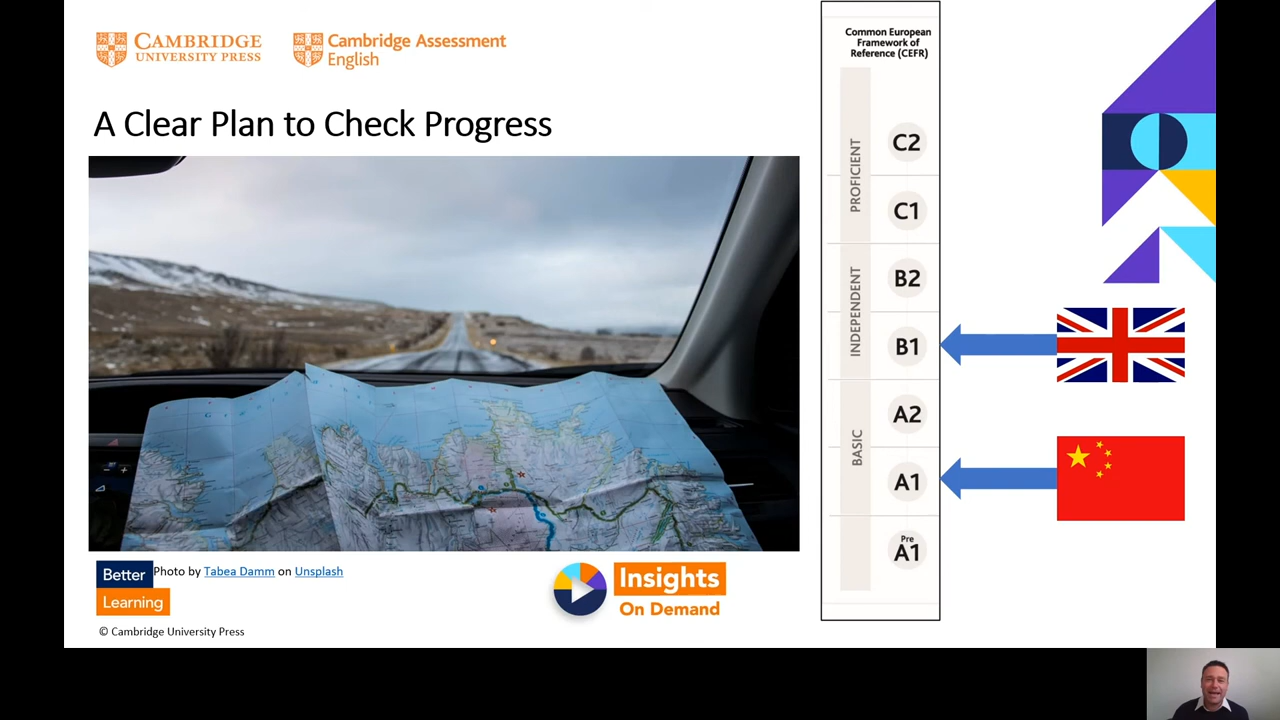 CAMBRIDGE
UNIVERSITY PRESS
Cambridge Assessment
English
A Clear Plan to Check Progress
Common European
Framework of
Reference (CEFR)
PROFICIENT
C2
C1
INDEPENDENT
B2
B1
BASIC
A2
A1
Pre
A1
Better
Learning
Photo by Tabea Damm on Unsplash
Insights
On Demand
© Cambridge University Press